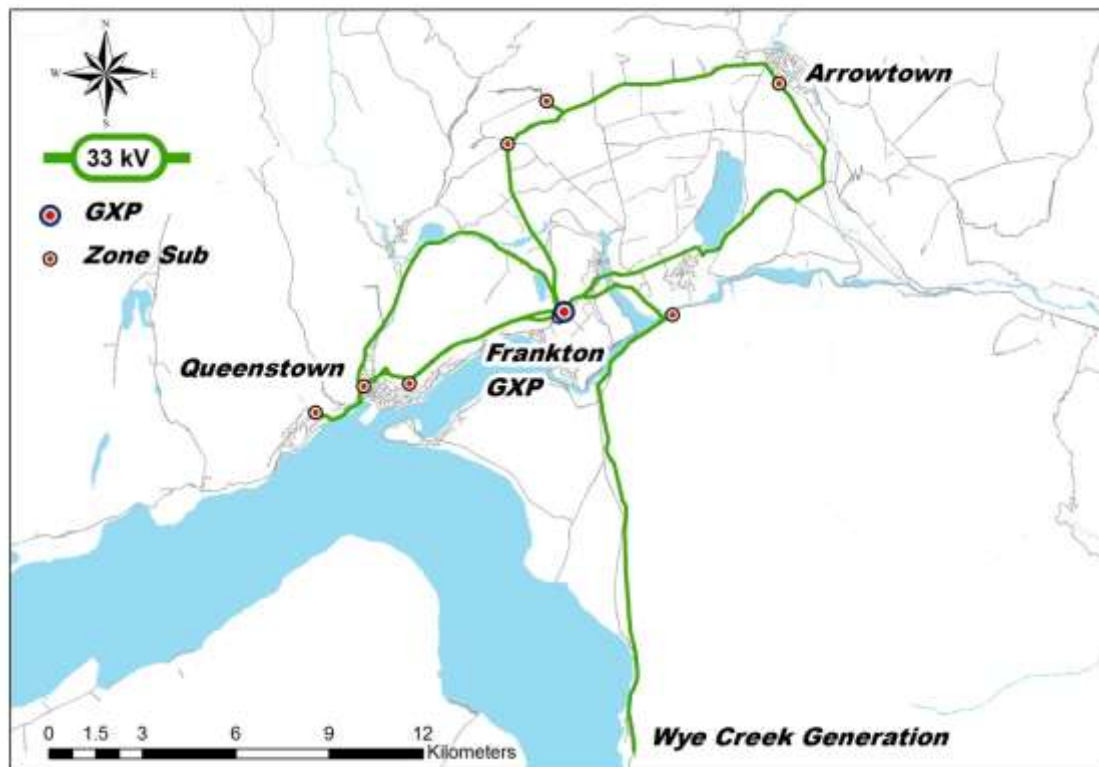 N
W E
S
Arrowtown
33 kV
GXP
Zone Sub
Queenstown
Frankton
GXP
0 1.5 3 6 9 12
Kilometers
Wye Creek Generation